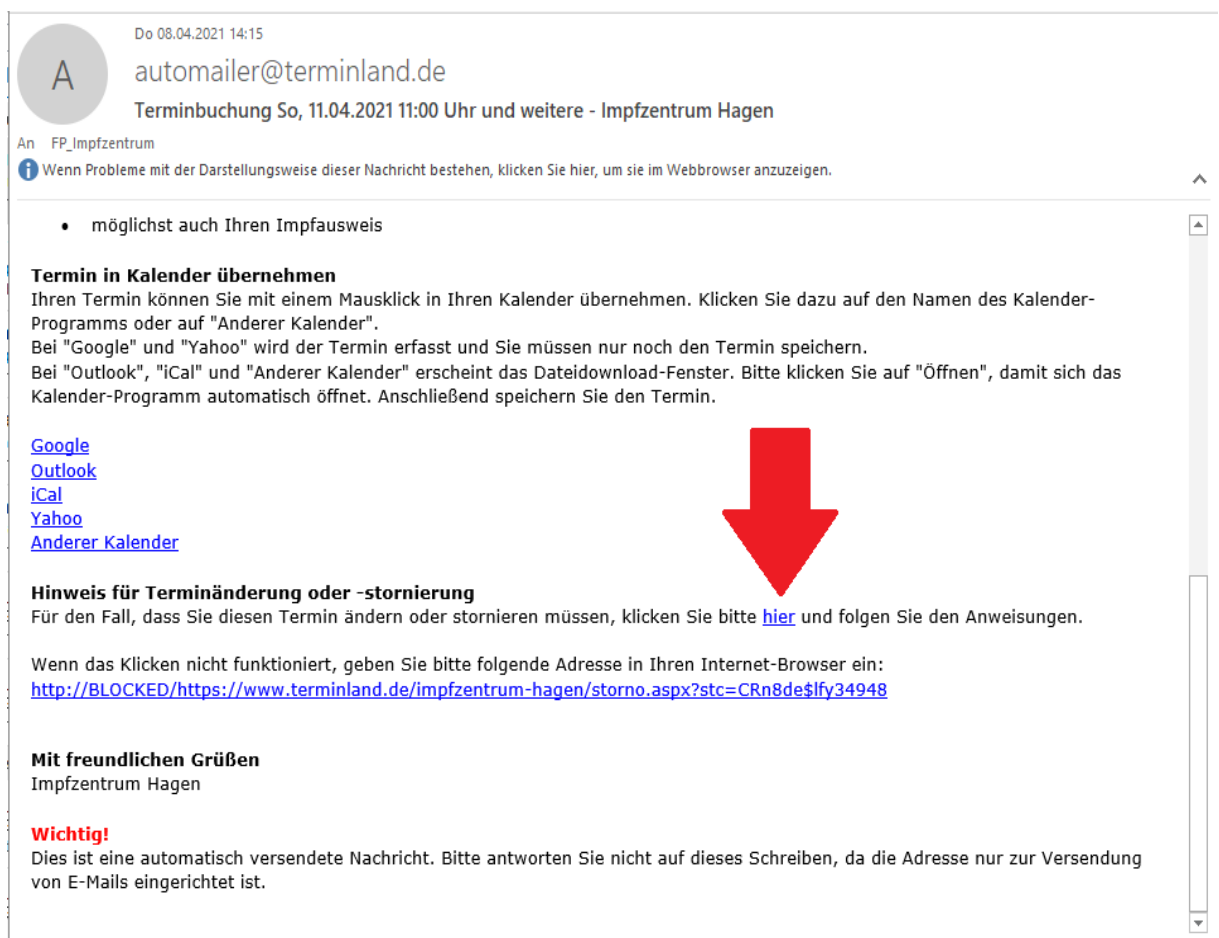 Do 08.04.2021 14:15
A
automailer@terminland.de
Terminbuchung So, 11.04.2021 11:00 Uhr und weitere - Impfzentrum Hagen
An FP_Impfzentrum
Wenn Probleme mit der Darstellungsweise dieser Nachricht bestehen, klicken Sie hier, um sie im Webbrowser anzuzeigen.
• möglichst auch Ihren Impfausweis
Termin in Kalender übernehmen
Ihren Termin können Sie mit einem Mausklick in Ihren Kalender übernehmen. Klicken Sie dazu auf den Namen des Kalender-
Programms oder auf "Anderer Kalender".
Bei "Google" und "Yahoo" wird der Termin erfasst und Sie müssen nur noch den Termin speichern.
Bei "Outlook", "iCal" und "Anderer Kalender" erscheint das Dateidownload-Fenster. Bitte klicken Sie auf "Öffnen", damit sich das
Kalender-Programm automatisch öffnet. Anschließend speichern Sie den Termin.
Google
Outlook
iCal
Yahoo
Anderer Kalender
Hinweis für Terminänderung oder -stornierung
Für den Fall, dass Sie diesen Termin ändern oder stornieren müssen, klicken Sie bitte hier und folgen Sie den Anweisungen.
Wenn das Klicken nicht funktioniert, geben Sie bitte folgende Adresse in Ihren Internet-Browser ein:
http://BLOCKED/https://www.terminland.de/impfzentrum-hagen/storno.aspx?stc=CRn8de$lfy34948
Mit freundlichen Grüßen
Impfzentrum Hagen
Wichtig!
Dies ist eine automatisch versendete Nachricht. Bitte antworten Sie nicht auf dieses Schreiben, da die Adresse nur zur Versendung
von E-Mails eingerichtet ist.